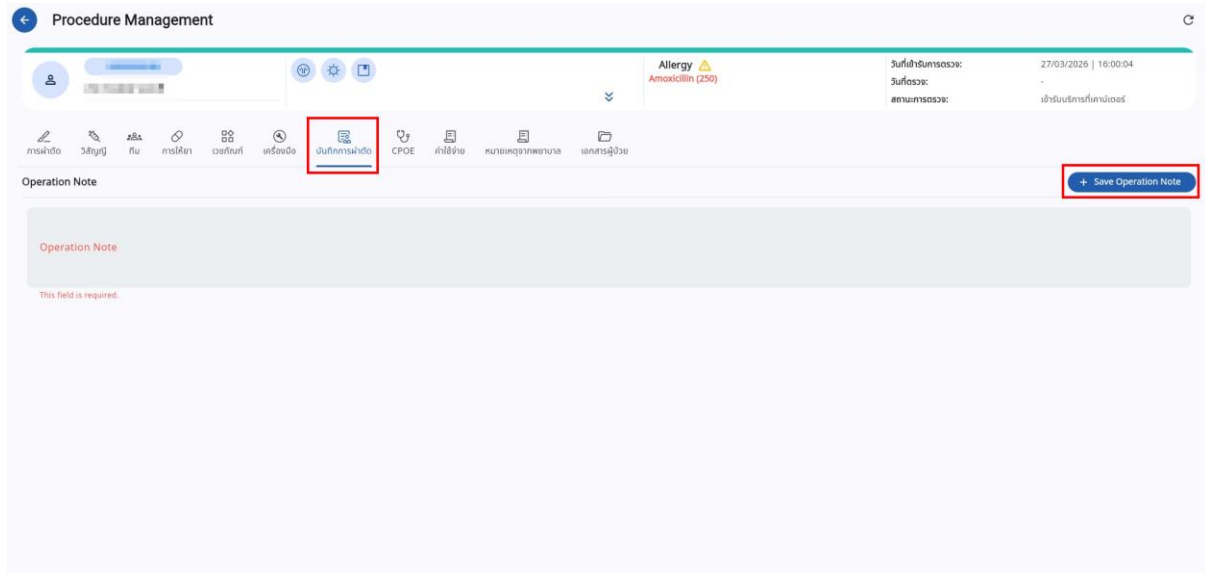 Procedure Management
Allergy
Amoxicillin (250)
วันที่เข้ารับการตรวจ: 27/03/2026 | 16:00:04
วันที่ตรวจ: -
สถานะการตรวจ: เข้ารับบริการที่เคาน์เตอร์
การผ่าตัด วิสัญญี ทีม การให้ยา เวชภัณฑ์ เครื่องมือ บันทึกการผ่าตัด CPOE ค่าใช้จ่าย หมายเหตุจากพยาบาล เอกสารผู้ป่วย
Operation Note + Save Operation Note
Operation Note
This field is required.